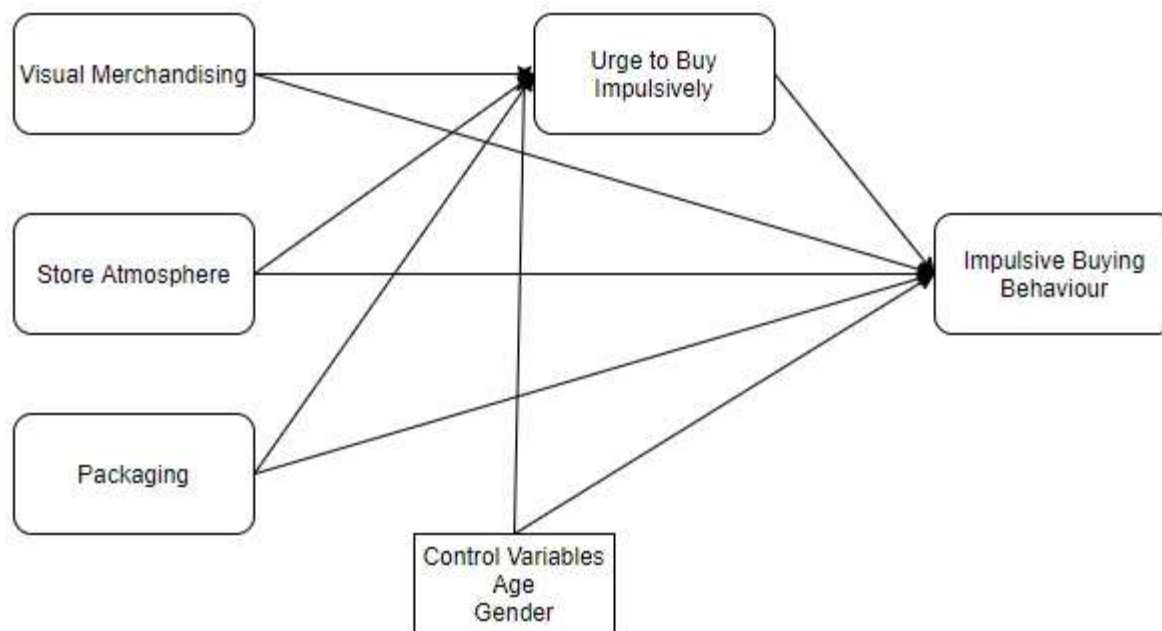 Visual Merchandising
Urge to Buy
Impulsively
Store Atmosphere
Impulsive Buying
Behaviour
Packaging
Control Variables
Age
Gender